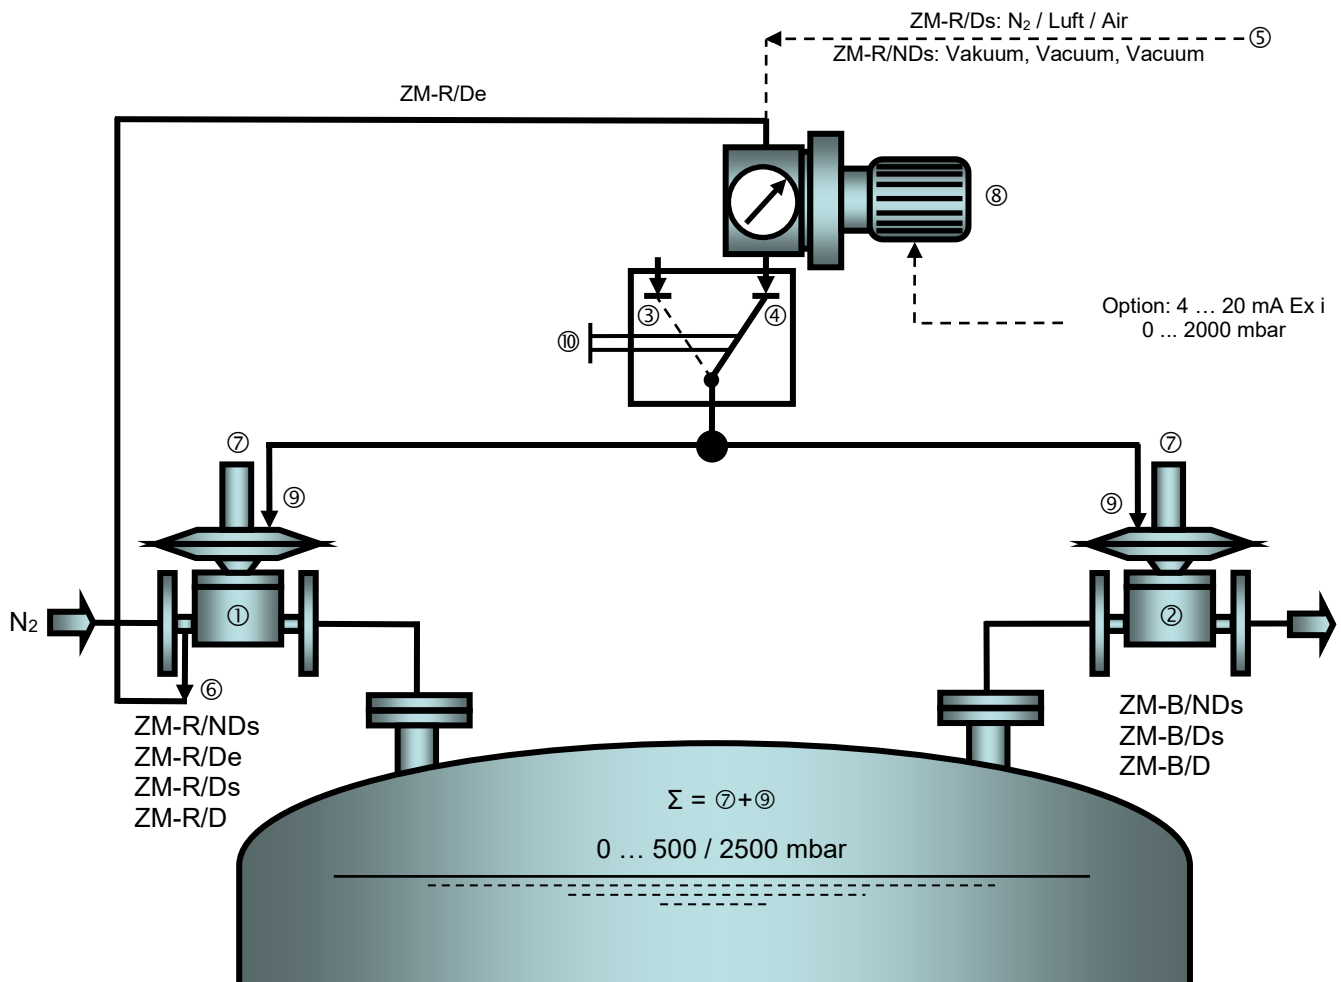 ZM-R/Ds: N₂ / Luft / Air
⑤
ZM-R/NDs: Vakuum, Vacuum, Vacuum
ZM-R/De
⑧
③
④
Option: 4 … 20 mA Ex i
0 ... 2000 mbar
⑩
⑦
⑦
⑨
⑨
N₂
①
②
⑥
ZM-R/NDs
ZM-R/De
ZM-R/Ds
ZM-R/D
ZM-B/NDs
ZM-B/Ds
ZM-B/D
Σ = ⑦+⑨
0 … 500 / 2500 mbar